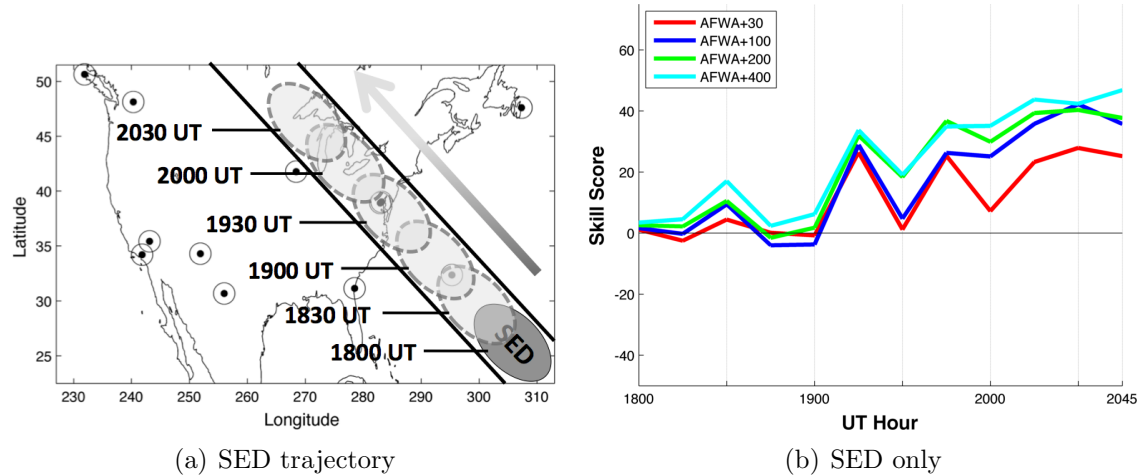 AFWA+30
AFWA+100
AFWA+200
AFWA+400
50
45
40
35
30
25
Latitude
2030 UT
2000 UT
1930 UT
1900 UT
1830 UT
1800 UT
SED
230 240 250 260 270 280 290 300 310
Longitude
(a) SED trajectory
60
40
20
0
-20
-40
Skill Score
1800 1900 2000 2045
UT Hour
(b) SED only